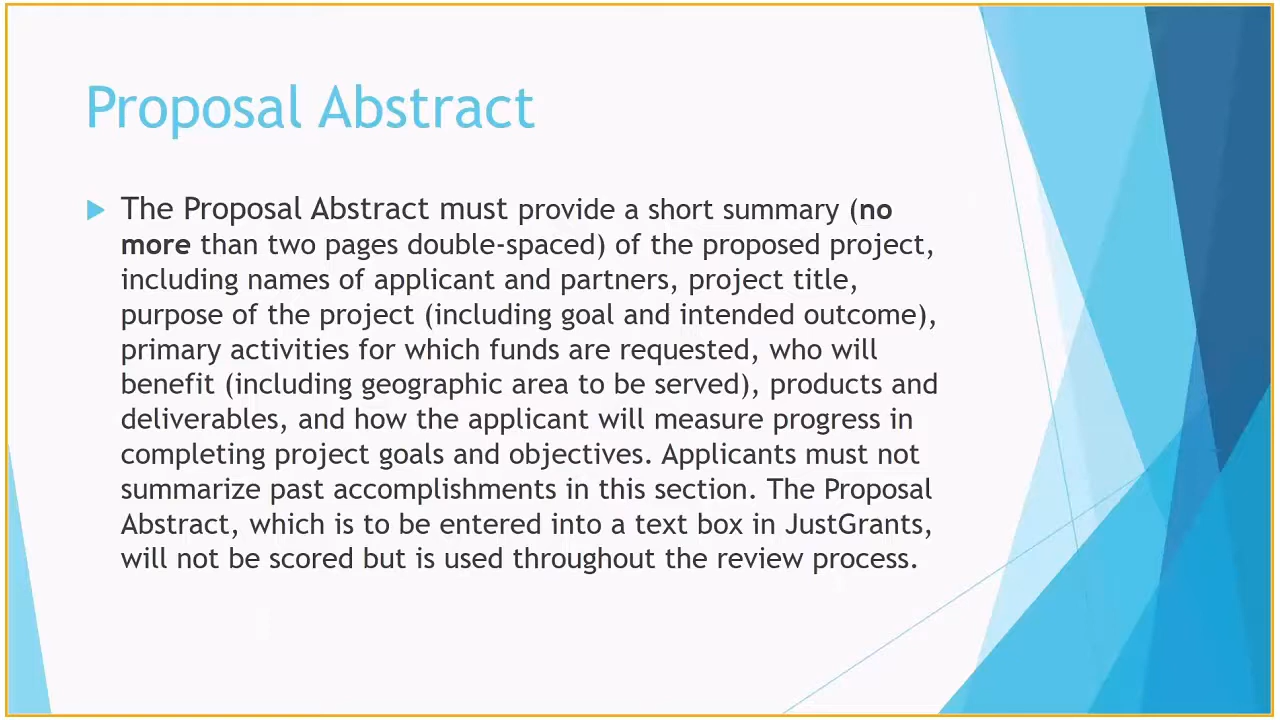 Proposal Abstract
The Proposal Abstract must provide a short summary (no
more than two pages double-spaced) of the proposed project,
including names of applicant and partners, project title,
purpose of the project (including goal and intended outcome),
primary activities for which funds are requested, who will
benefit (including geographic area to be served), products and
deliverables, and how the applicant will measure progress in
completing project goals and objectives. Applicants must not
summarize past accomplishments in this section. The Proposal
Abstract, which is to be entered into a text box in JustGrants,
will not be scored but is used throughout the review process.